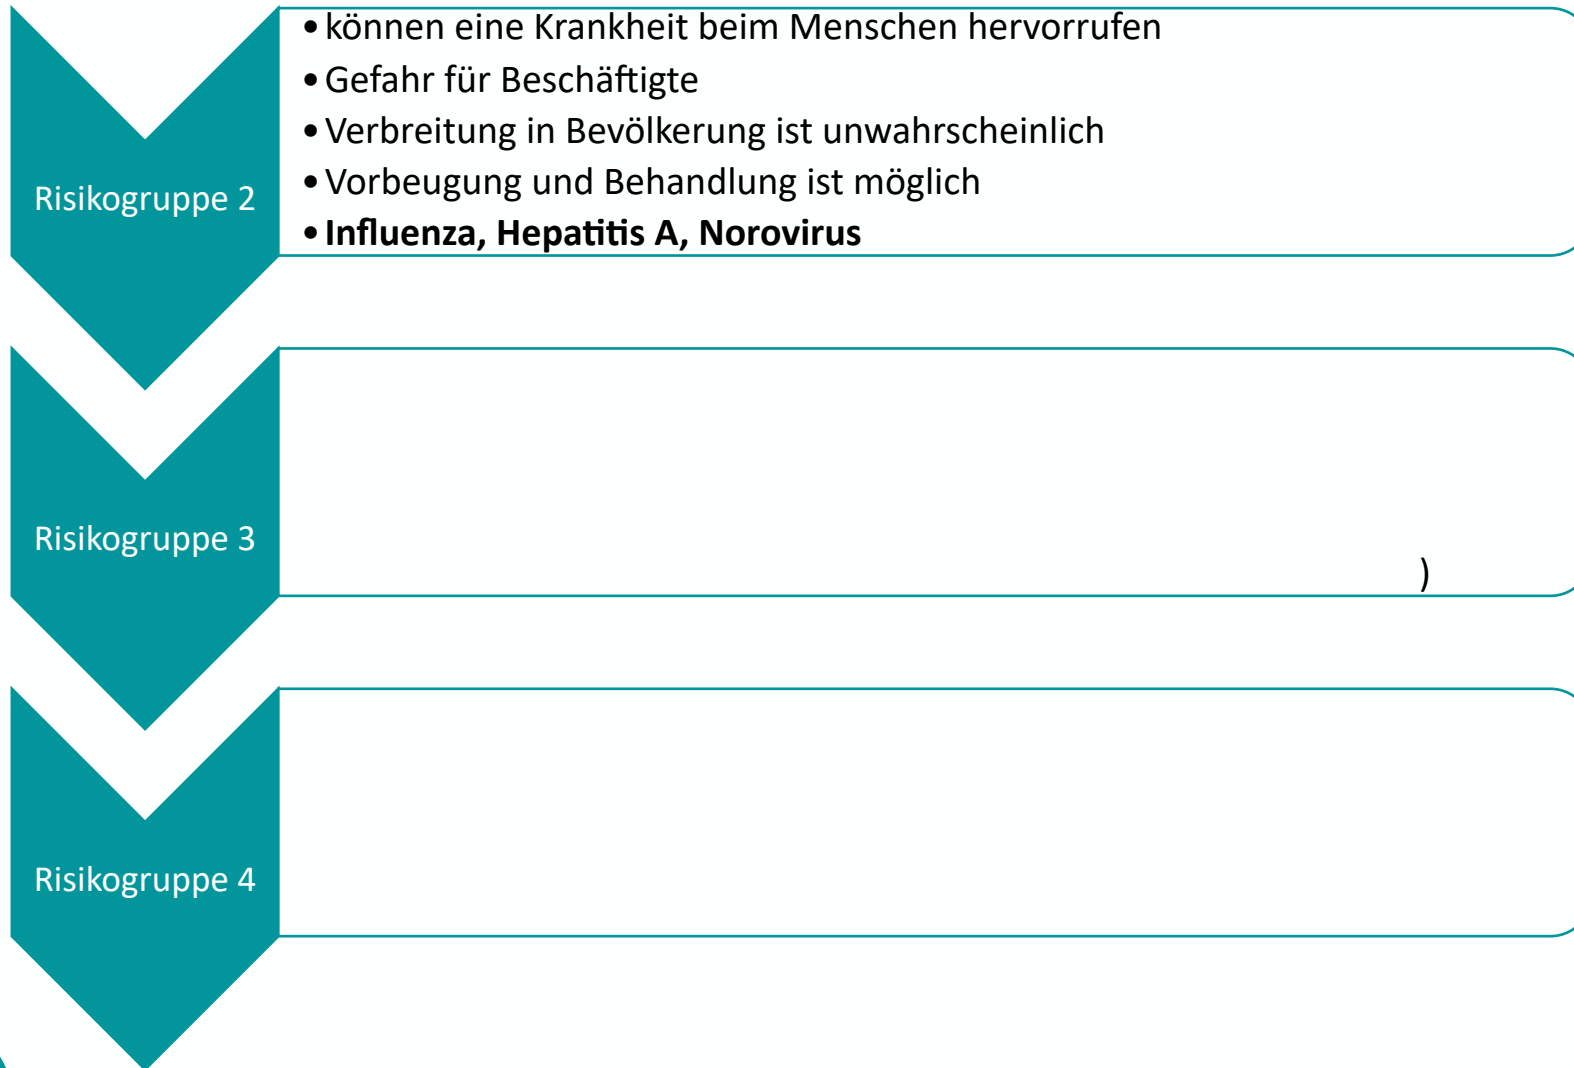 • können eine Krankheit beim Menschen hervorrufen
• Gefahr für Beschäftigte
• Verbreitung in Bevölkerung ist unwahrscheinlich
• Vorbeugung und Behandlung ist möglich
• Influenza, Hepatitis A, Norovirus
Risikogruppe 2
Risikogruppe 3
)
Risikogruppe 4